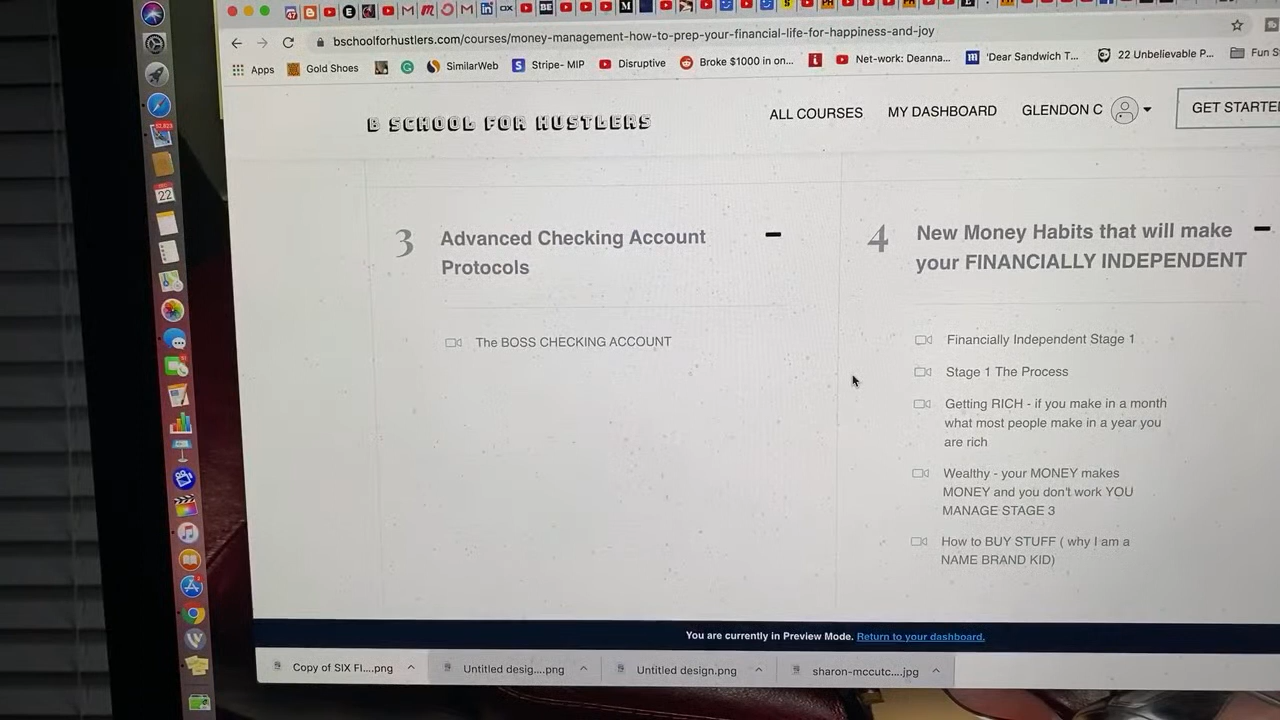 bschoolforhustlers.com/courses/money-management-how-to-prep-your-financial-life-for-happiness-and-joy
Apps Gold Shoes SimilarWeb Stripe- MIP Disruptive Broke $1000 in on... Net-work: Deanna... 'Dear Sandwich T... 22 Unbelievable P... Fun S
B SCHOOL FOR HUSTLERS ALL COURSES MY DASHBOARD GLENDON C GET STARTE
3 Advanced Checking Account
Protocols
The BOSS CHECKING ACCOUNT
4 New Money Habits that will make
your FINANCIALLY INDEPENDENT
Financially Independent Stage 1
Stage 1 The Process
Getting RICH - if you make in a month
what most people make in a year you
are rich
Wealthy - your MONEY makes
MONEY and you don't work YOU
MANAGE STAGE 3
How to BUY STUFF ( why I am a
NAME BRAND KID)
You are currently in Preview Mode. Return to your dashboard.
Copy of SIX FI....png Untitled desig....png Untitled design.png sharon-mccutc....jpg
22